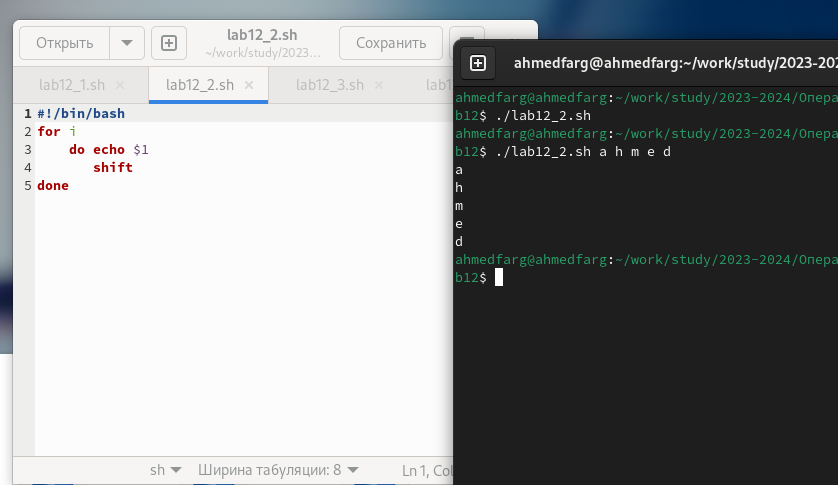 Открыть
lab12_2.sh
~/work/study/2023...
Сохранить
lab12_1.sh ×
lab12_2.sh ×
lab12_3.sh ×
lab1
1 #!/bin/bash
2 for i
3     do echo $1
4        shift
5 done
sh
Ширина табуляции: 8
Ln 1, Col
ahmedfarg@ahmedfarg:~/work/study/2023-202
ahmedfarg@ahmedfarg:~/work/study/2023-2024/Опера
b12$ ./lab12_2.sh
ahmedfarg@ahmedfarg:~/work/study/2023-2024/Опера
b12$ ./lab12_2.sh a h m e d
a
h
m
e
d
ahmedfarg@ahmedfarg:~/work/study/2023-2024/Опера
b12$